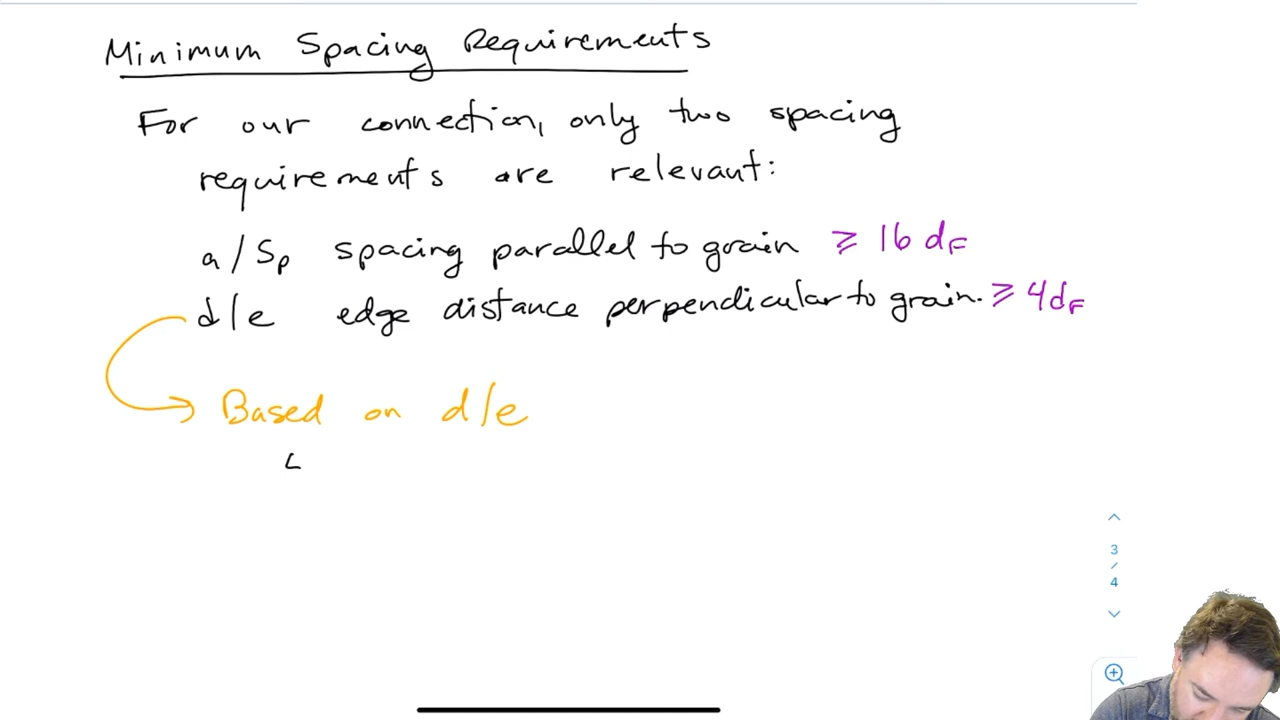 Minimum Spacing Requirements
For our connection, only two spacing
requirements are relevant:
a/Sp spacing parallel to grain ≥ 16 dF
d/e edge distance perpendicular to grain. ≥ 4dF
Based on d/e
3
/
4